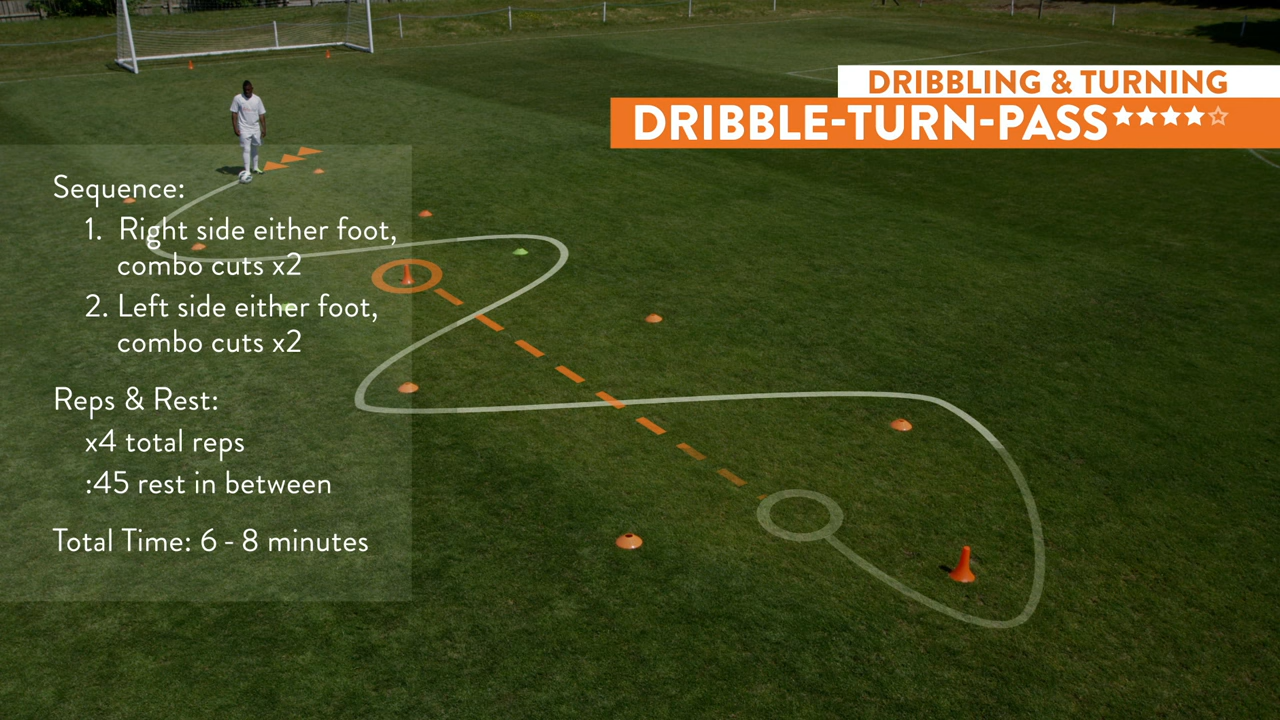 DRIBBLING & TURNING
DRIBBLE-TURN-PASS
Sequence:
1. Right side either foot,
combo cuts x2
2. Left side either foot,
combo cuts x2
Reps & Rest:
x4 total reps
:45 rest in between
Total Time: 6 - 8 minutes